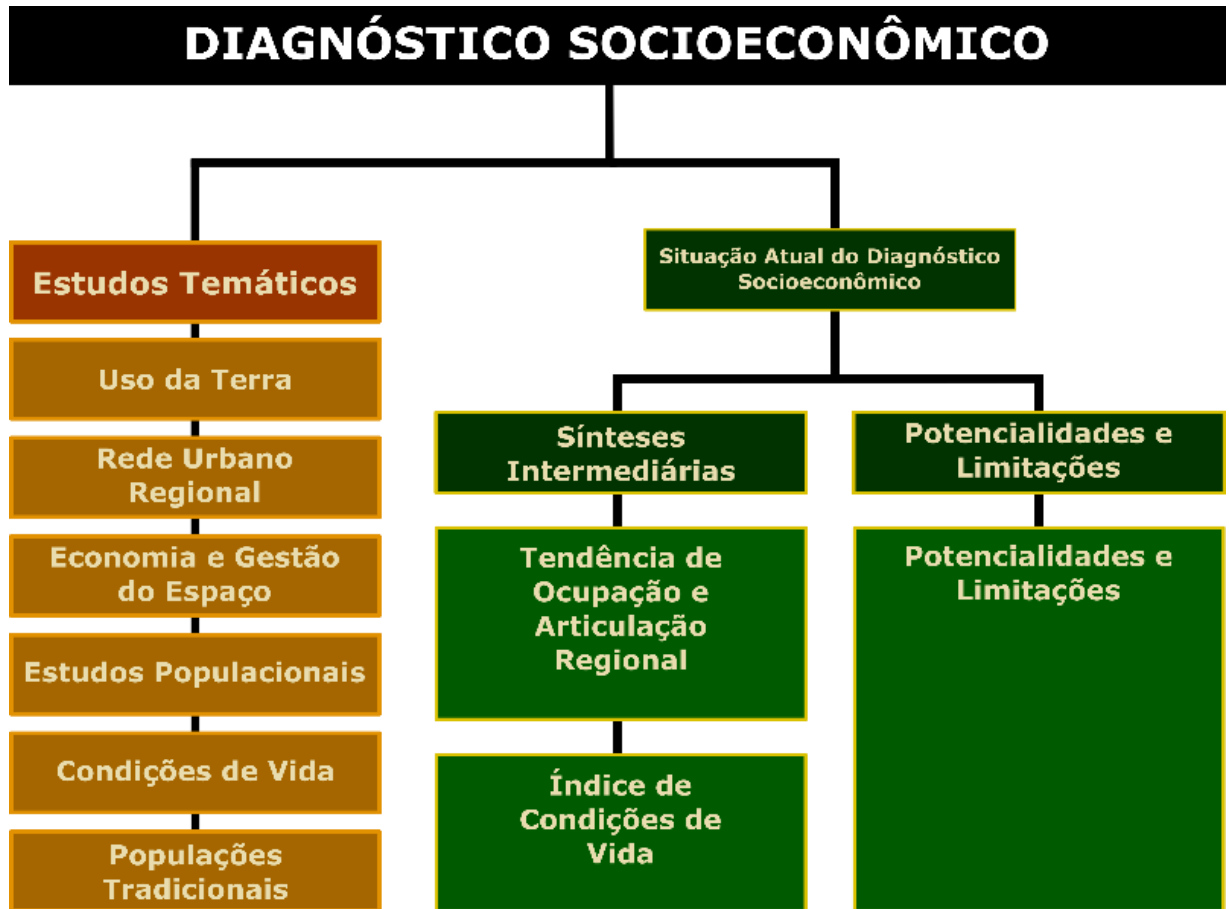 DIAGNÓSTICO SOCIOECONÔMICO
Estudos Temáticos
Uso da Terra
Rede Urbano
Regional
Economia e Gestão
do Espaço
Estudos Populacionais
Condições de Vida
Populações
Tradicionais
Situação Atual do Diagnóstico
Socioeconômico
Sínteses
Intermediárias
Tendência de
Ocupação e
Articulação
Regional
Índice de
Condições de
Vida
Potencialidades e
Limitações
Potencialidades e
Limitações